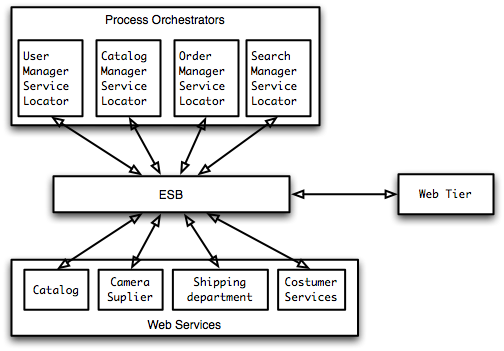 Process Orchestrators
User
Manager
Service
Locator
Catalog
Manager
Service
Locator
Order
Manager
Service
Locator
Search
Manager
Service
Locator
ESB
Web Tier
Catalog
Camera
Suplier
Shipping
department
Costumer
Services
Web Services